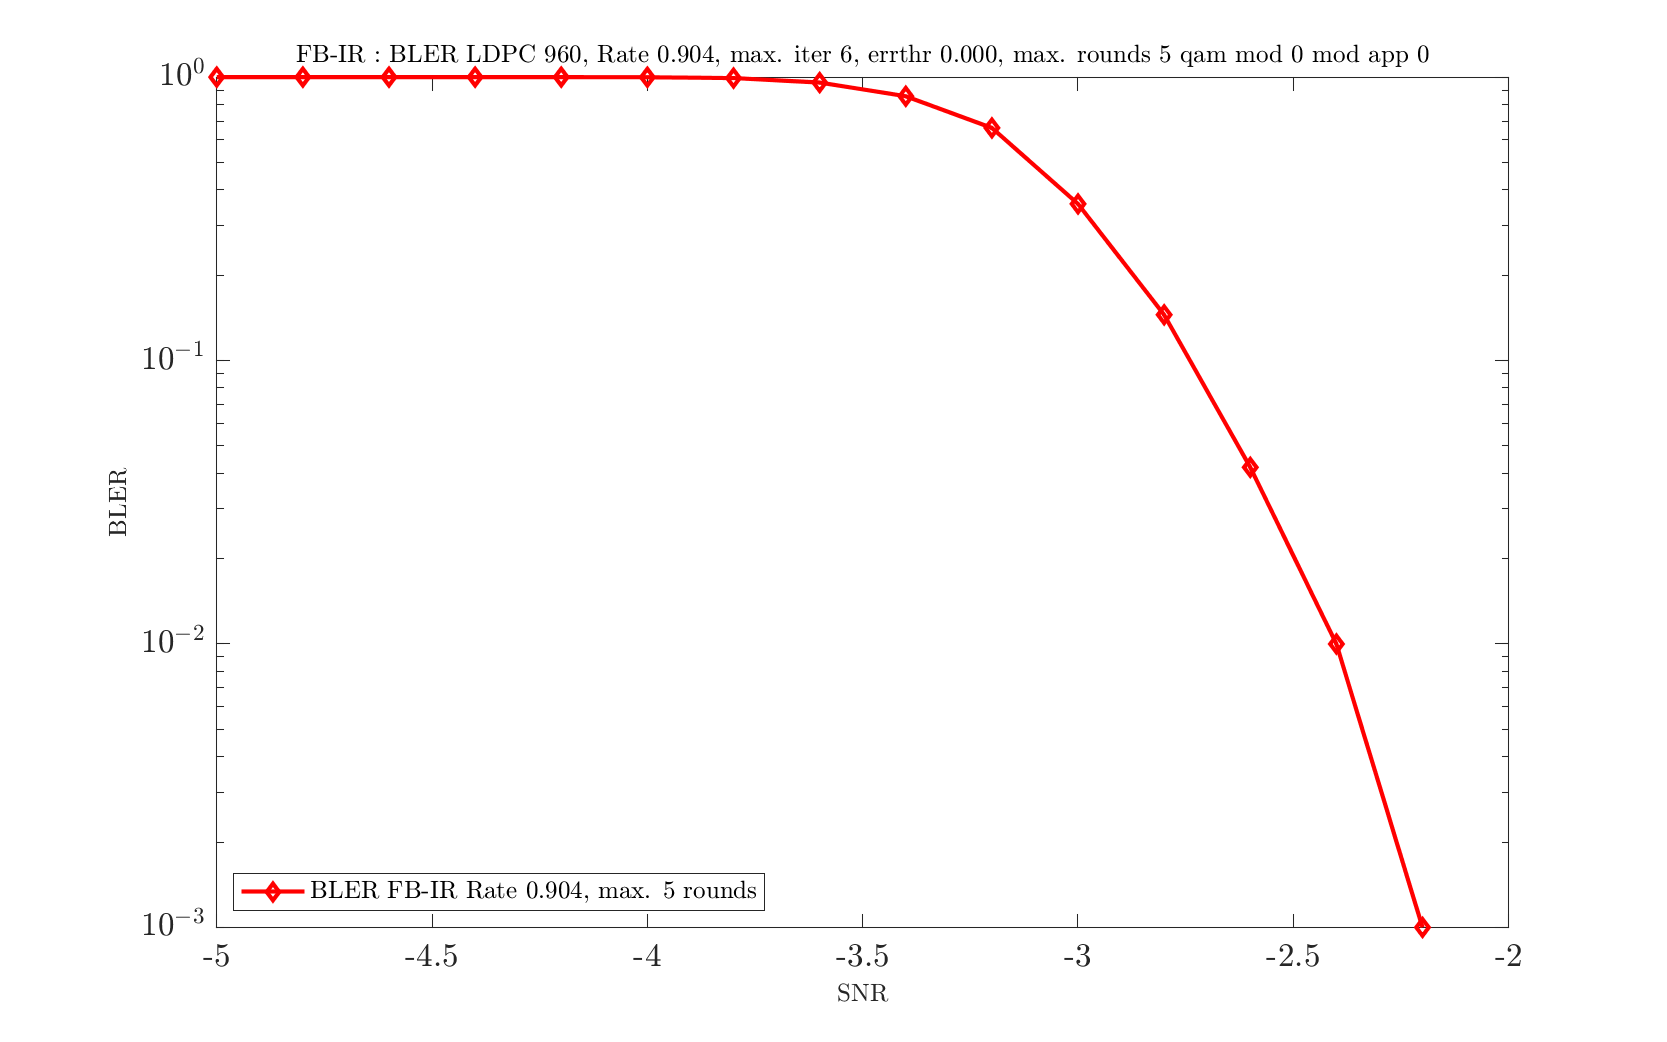 FB-IR : BLER LDPC 960, Rate 0.904, max. iter 6, errthr 0.000, max. rounds 5 qam mod 0 mod app 0
10⁰
10⁻¹
10⁻²
10⁻³
BLER
BLER FB-IR Rate 0.904, max. 5 rounds
-5 -4.5 -4 -3.5 -3 -2.5 -2
SNR